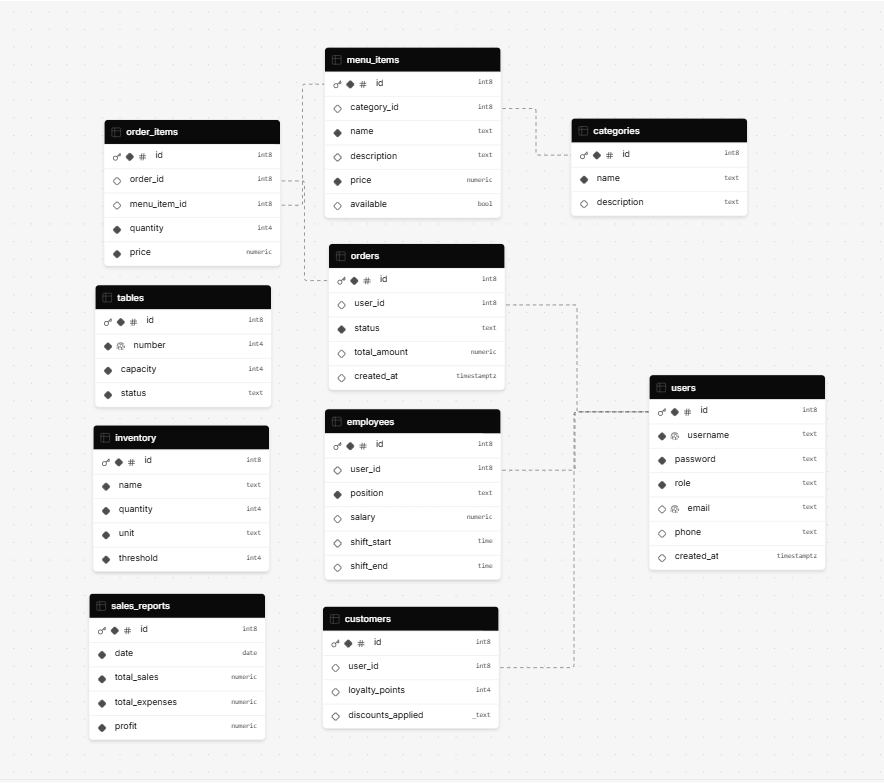 menu_items
id int8
category_id int8
name text
description text
price numeric
available bool
order_items
id int8
order_id int8
menu_item_id int8
quantity int4
price numeric
categories
id int8
name text
description text
orders
id int8
user_id int8
status text
total_amount numeric
created_at timestamptz
tables
id int8
number int4
capacity int4
status text
users
id int8
username text
password text
role text
email text
phone text
created_at timestamptz
employees
id int8
user_id int8
position text
salary numeric
shift_start time
shift_end time
inventory
id int8
name text
quantity int4
unit text
threshold int4
sales_reports
id int8
date date
total_sales numeric
total_expenses numeric
profit numeric
customers
id int8
user_id int8
loyalty_points int4
discounts_applied _text